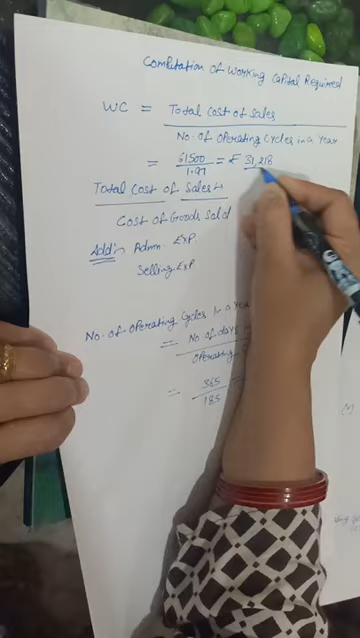 Computation of Working Capital Required
WC = Total Cost of Sales
No. of Operating Cycles in a Year
= 61500 / 1.97 = ₹ 31,218
Total Cost of Sales
Cost of Goods Sold
Add:- Admn. EXP.
Selling. EXP
No. of Operating Cycles in a Year
= No of days
Operating
= 365 / 185 =